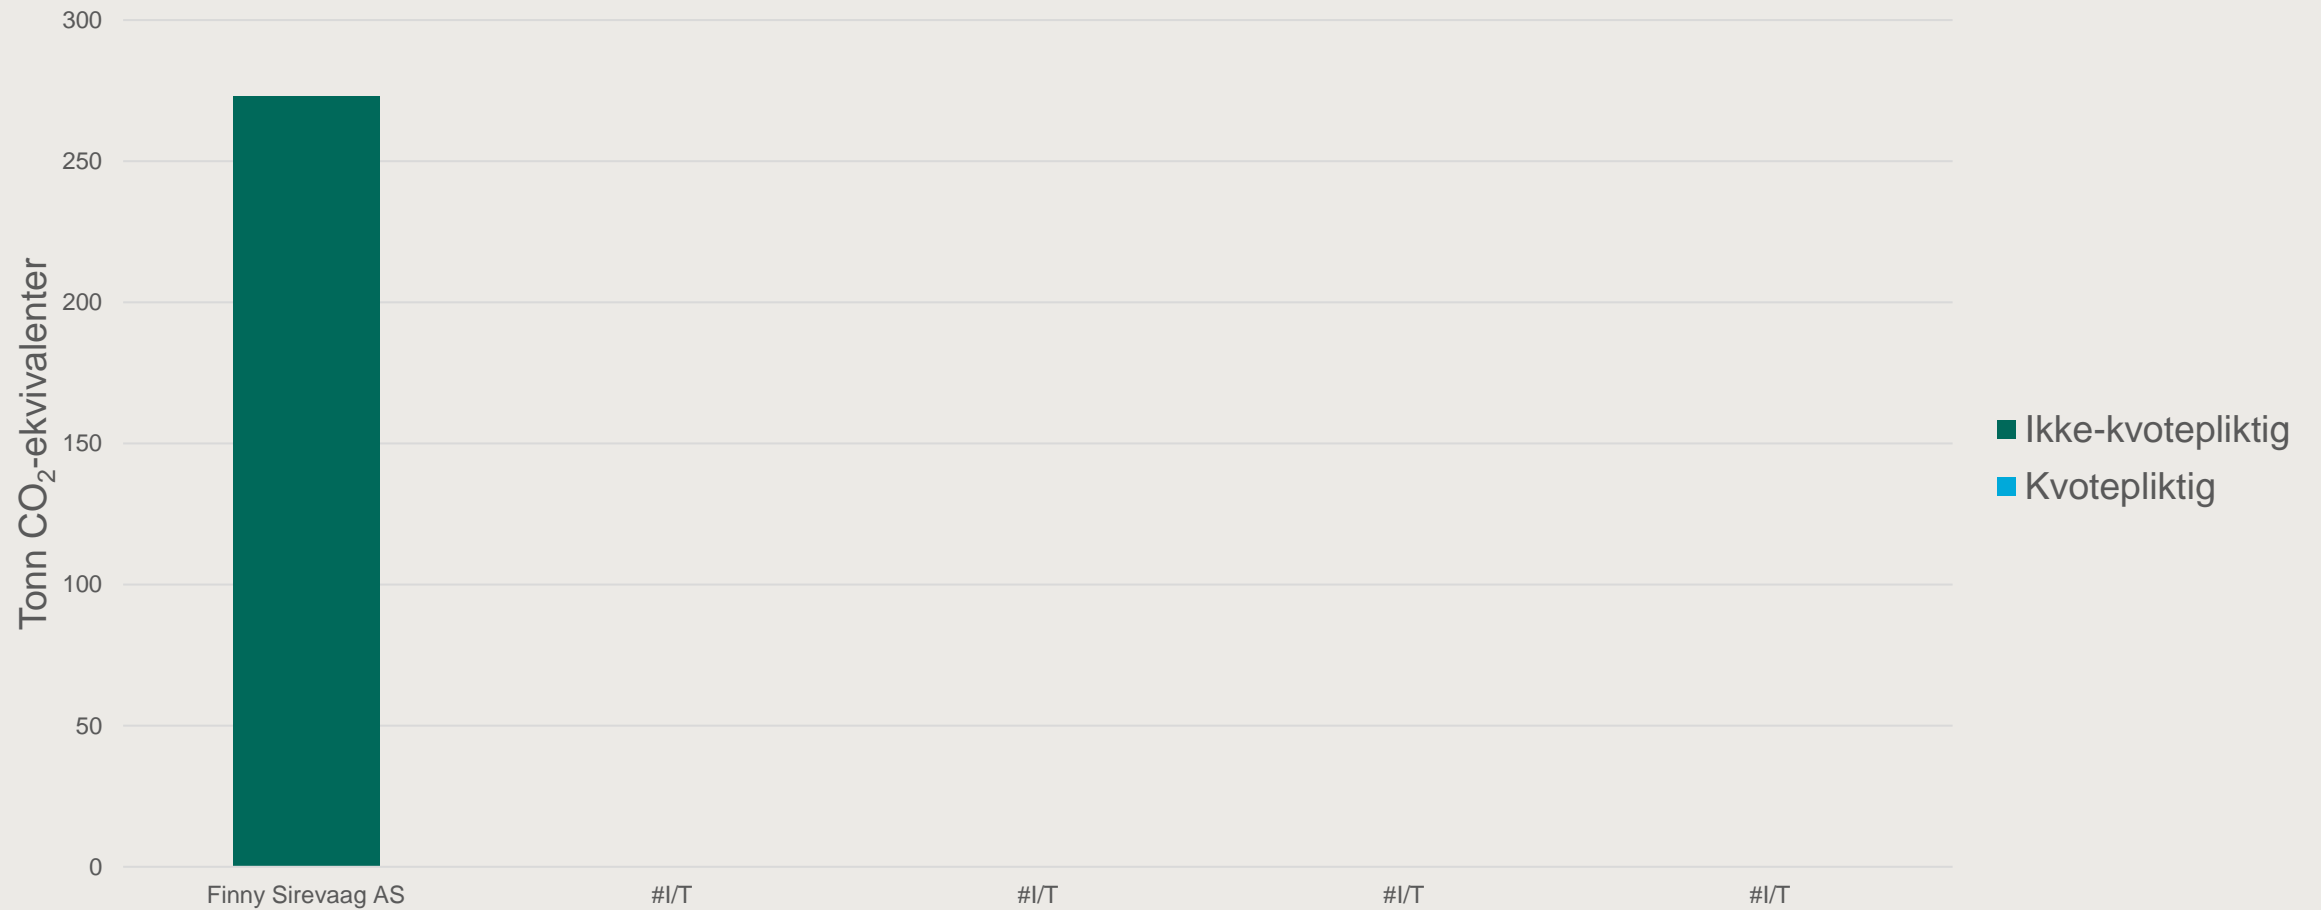 Tonn CO₂-ekvivalenter
300
250
200
150
100
50
0
Finny Sirevaag AS
#I/T
#I/T
#I/T
#I/T
Ikke-kvotepliktig
Kvotepliktig